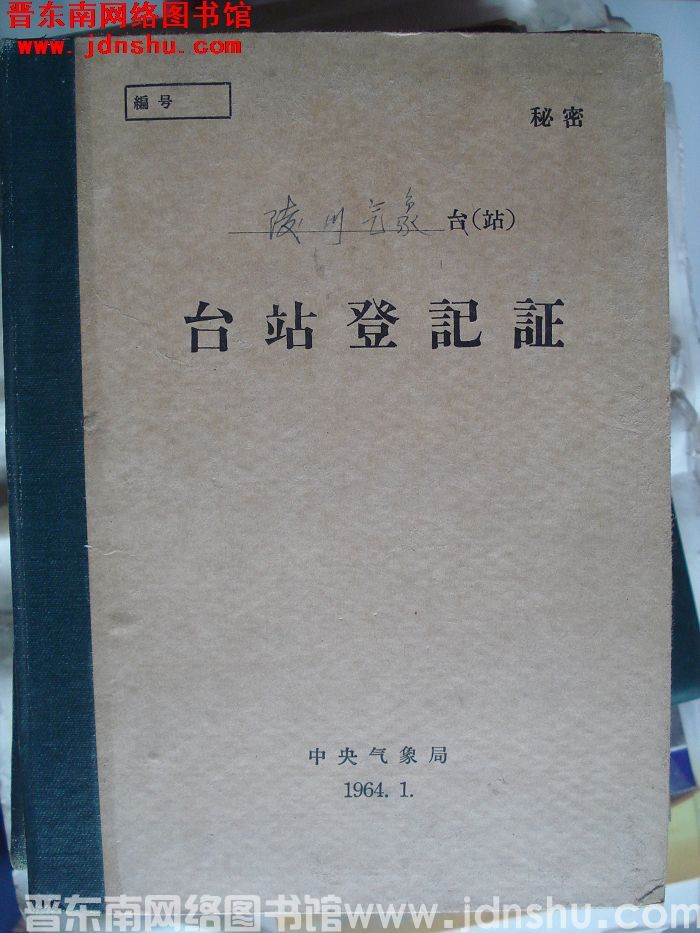 晋东南网络图书馆
www.jdnshu.com
編号
秘密
陵川气象台(站)
台站登記証
中央气象局
1964.1.
晋东南网络图书馆www.jdnshu.com